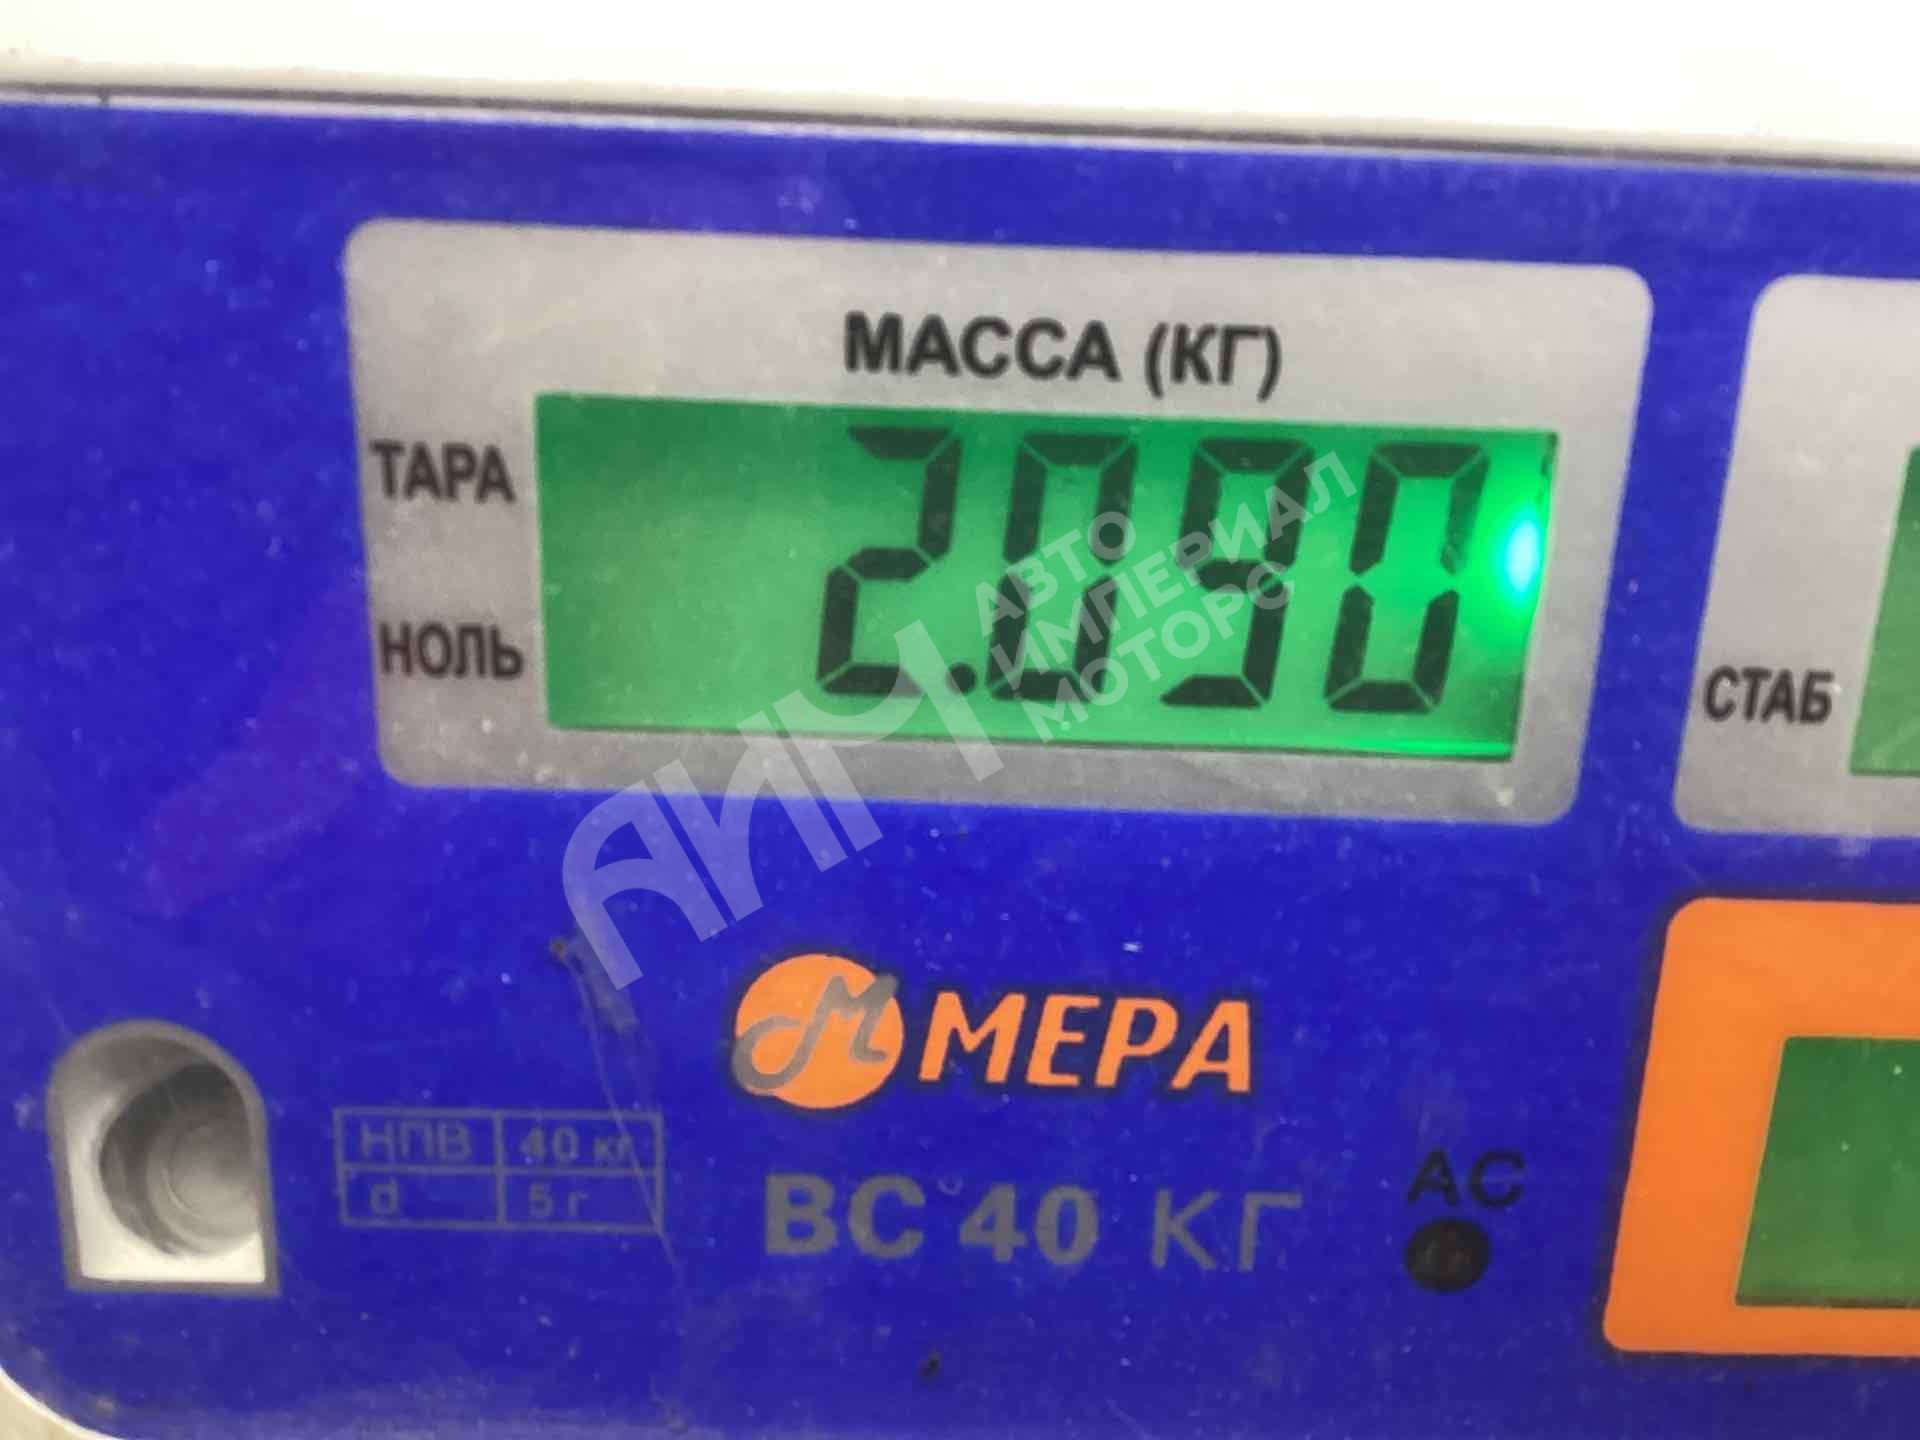 МАССА (КГ)
ТАРА
2.090
НОЛЬ
СТАБ
АВТО
ИМПЕРИАЛ
МОТОРС
АИМ
МЕРА
НПВ 40 кг
d 5 г
ВС 40 КГ
AC